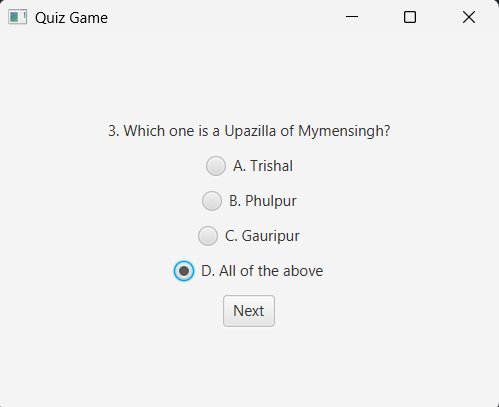 Quiz Game
3. Which one is a Upazilla of Mymensingh?
A. Trishal
B. Phulpur
C. Gauripur
D. All of the above
Next